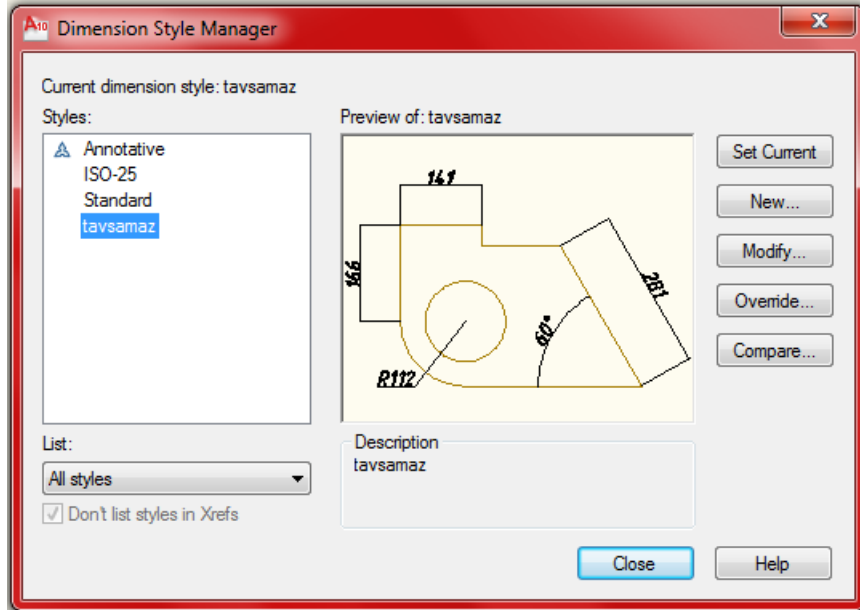 A10 Dimension Style Manager
Current dimension style: tavsamaz
Styles:
Annotative
ISO-25
Standard
tavsamaz
List:
All styles
Don't list styles in Xrefs
Preview of: tavsamaz
141
166
281
60°
R112
Description
tavsamaz
Set Current
New...
Modify...
Override...
Compare...
Close
Help